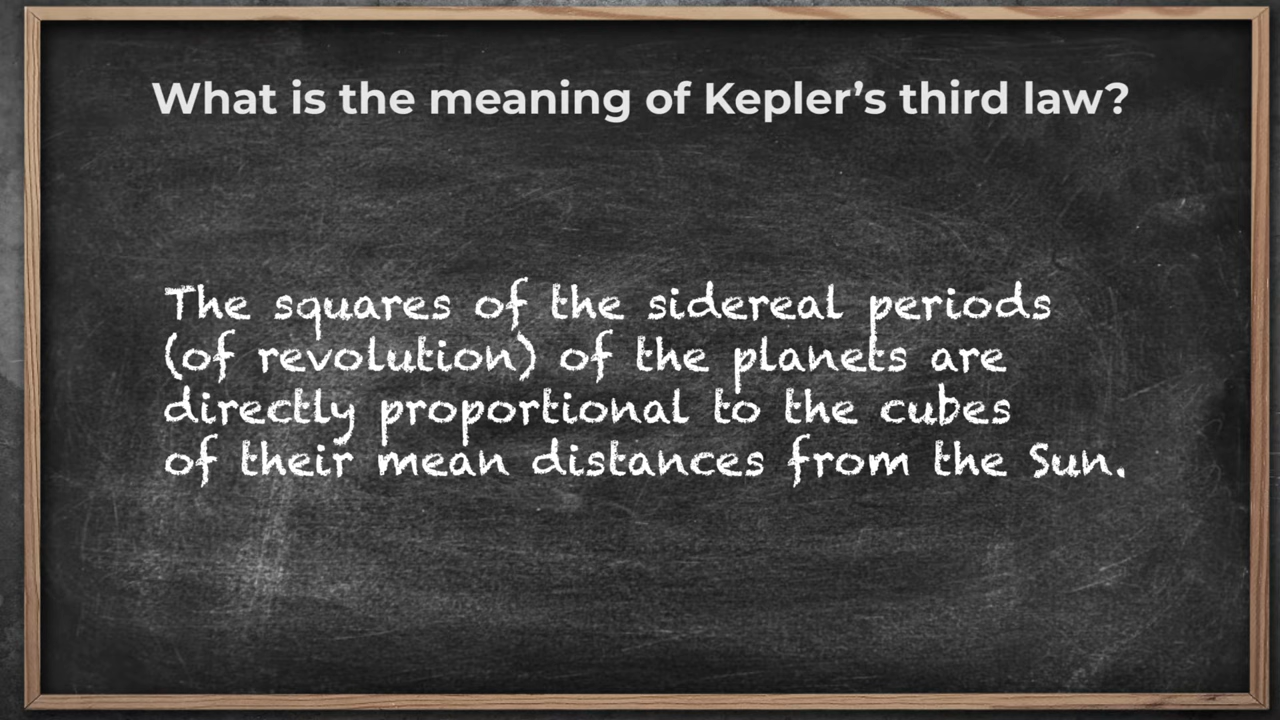 What is the meaning of Kepler’s third law?
The squares of the sidereal periods
(of revolution) of the planets are
directly proportional to the cubes
of their mean distances from the Sun.